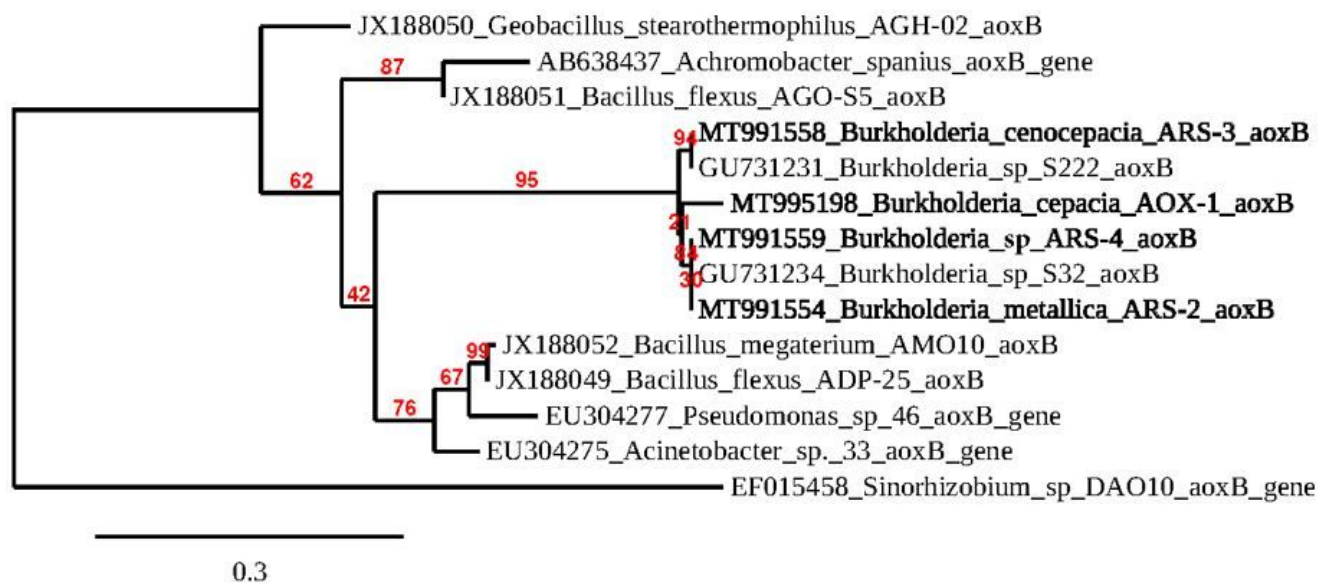 JX188050_Geobacillus_stearothermophilus_AGH-02_aoxB
87
AB638437_Achromobacter_spanius_aoxB_gene
JX188051_Bacillus_flexus_AGO-S5_aoxB
94
MT991558_Burkholderia_cenocepacia_ARS-3_aoxB
GU731231_Burkholderia_sp_S222_aoxB
62
95
MT995198_Burkholderia_cepacia_AOX-1_aoxB
21
MT991559_Burkholderia_sp_ARS-4_aoxB
84
GU731234_Burkholderia_sp_S32_aoxB
30
42
MT991554_Burkholderia_metallica_ARS-2_aoxB
99
JX188052_Bacillus_megaterium_AMO10_aoxB
67
JX188049_Bacillus_flexus_ADP-25_aoxB
76
EU304277_Pseudomonas_sp_46_aoxB_gene
EU304275_Acinetobacter_sp._33_aoxB_gene
EF015458_Sinorhizobium_sp_DAO10_aoxB_gene
0.3